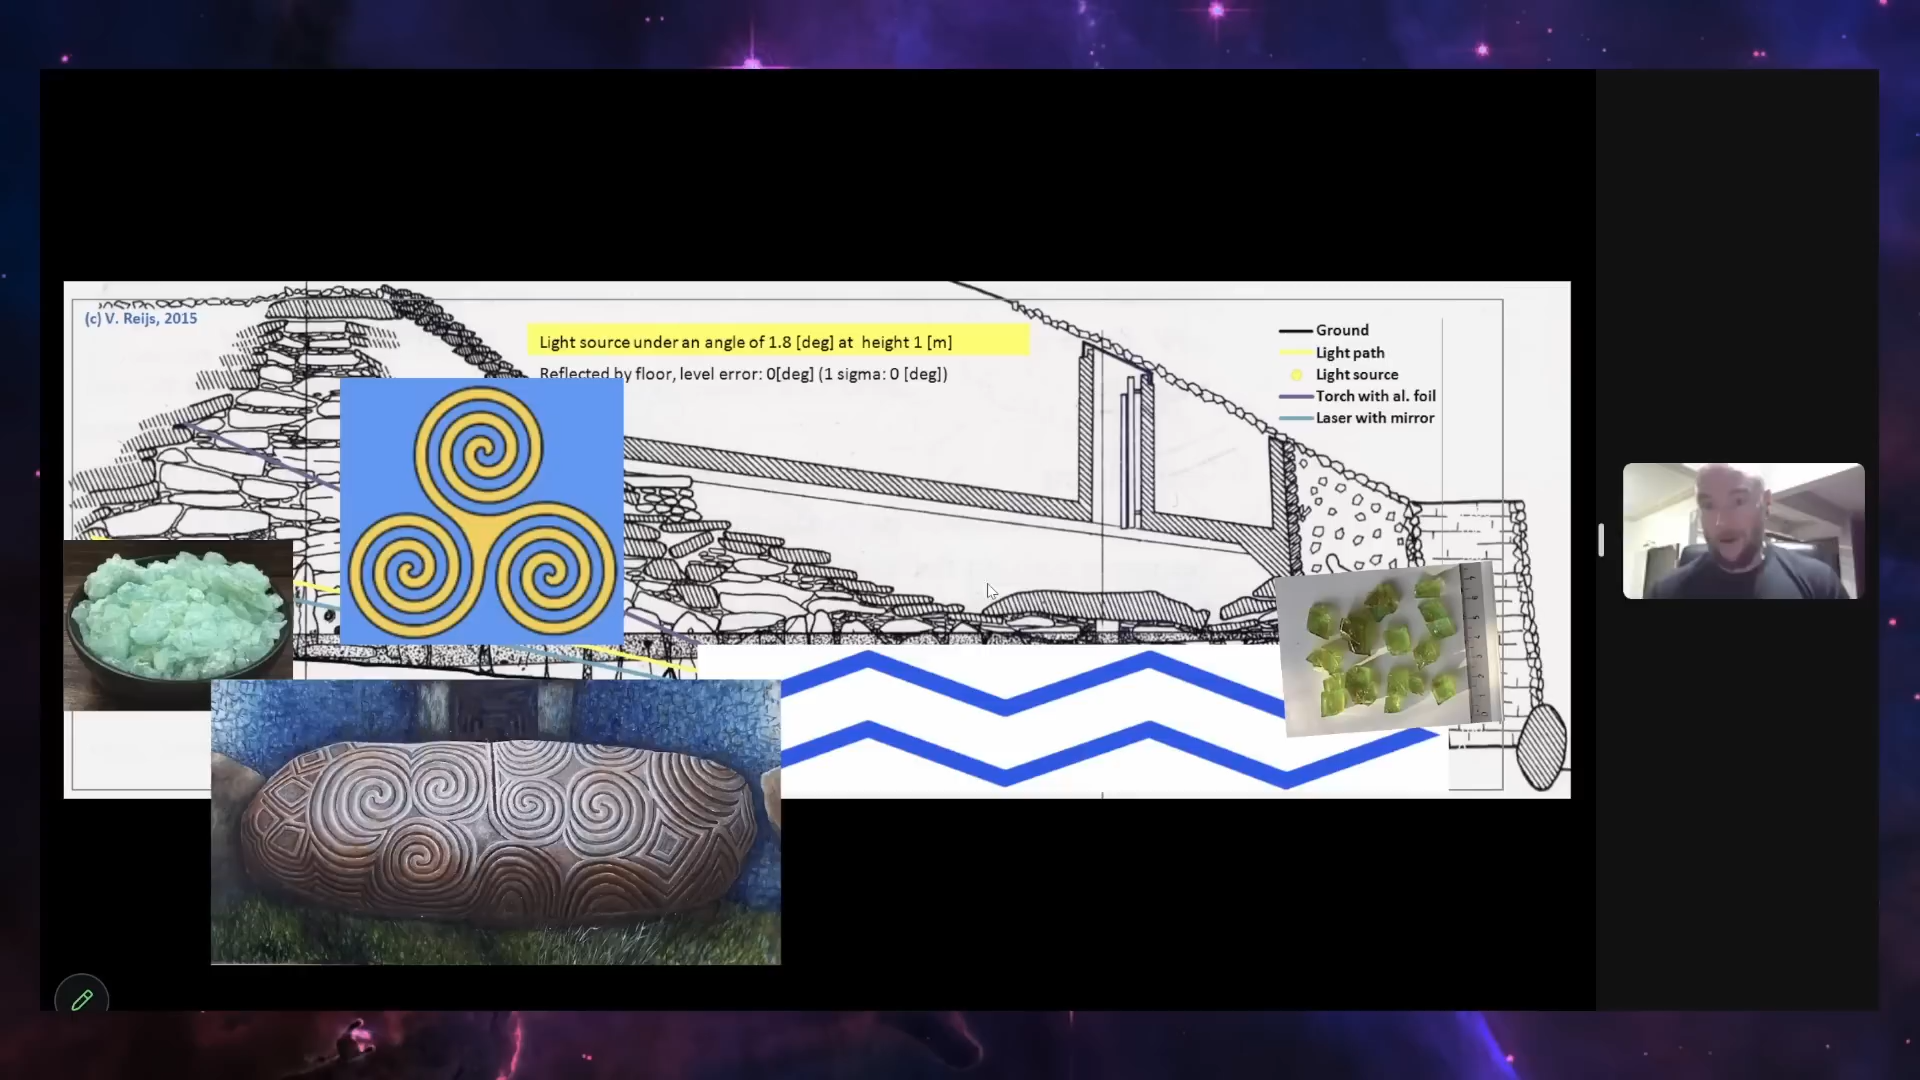 (c) V. Reijs, 2015
Light source under an angle of 1.8 [deg] at height 1 [m]
Reflected by floor, level error: 0[deg] (1 sigma: 0 [deg])
Ground
Light path
Light source
Torch with al. foil
Laser with mirror